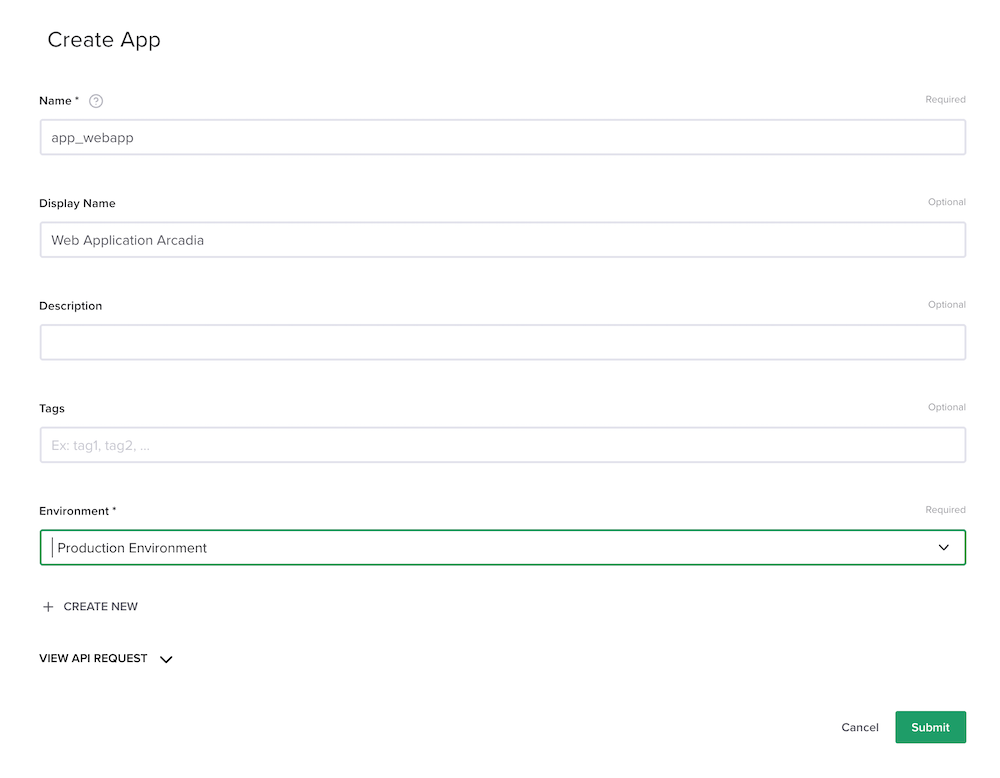 Create App
Name * ? Required
app_webapp
Display Name Optional
Web Application Arcadia
Description Optional
Tags Optional
Ex: tag1, tag2, ...
Environment * Required
Production Environment
+ CREATE NEW
VIEW API REQUEST
Cancel Submit